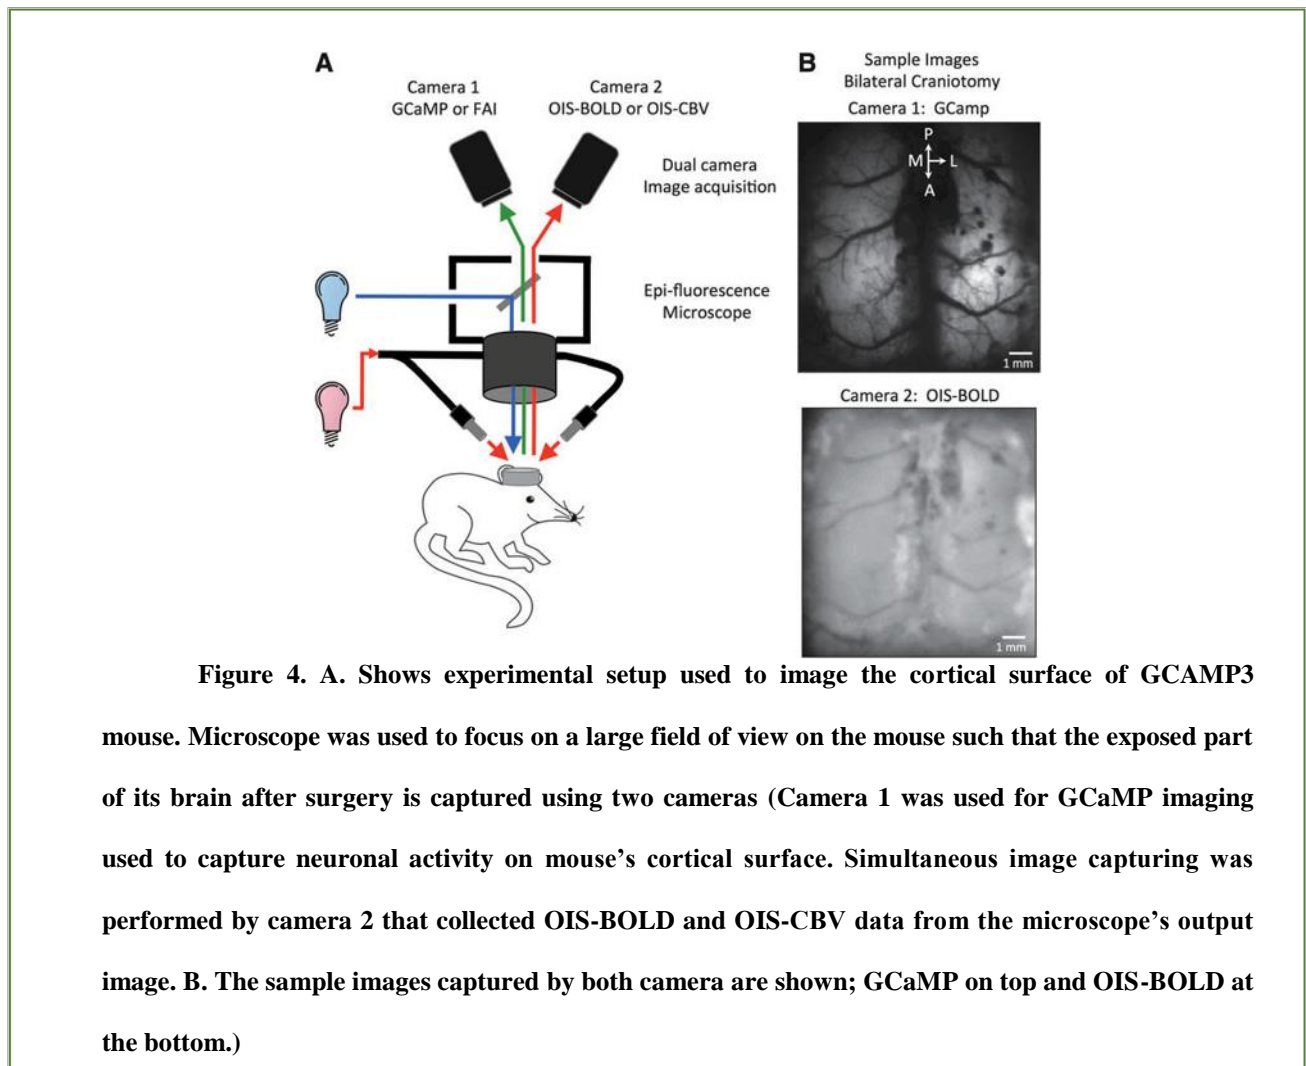 A
Camera 1
GCaMP or FAI
Camera 2
OIS-BOLD or OIS-CBV
Dual camera
Image acquisition
Epi-fluorescence
Microscope
B
Sample Images
Bilateral Craniotomy
Camera 1: GCamp
P
M L
A
1 mm
Camera 2: OIS-BOLD
1 mm
Figure 4. A. Shows experimental setup used to image the cortical surface of GCAMP3
mouse. Microscope was used to focus on a large field of view on the mouse such that the exposed part
of its brain after surgery is captured using two cameras (Camera 1 was used for GCaMP imaging
used to capture neuronal activity on mouse’s cortical surface. Simultaneous image capturing was
performed by camera 2 that collected OIS-BOLD and OIS-CBV data from the microscope’s output
image. B. The sample images captured by both camera are shown; GCaMP on top and OIS-BOLD at
the bottom.)